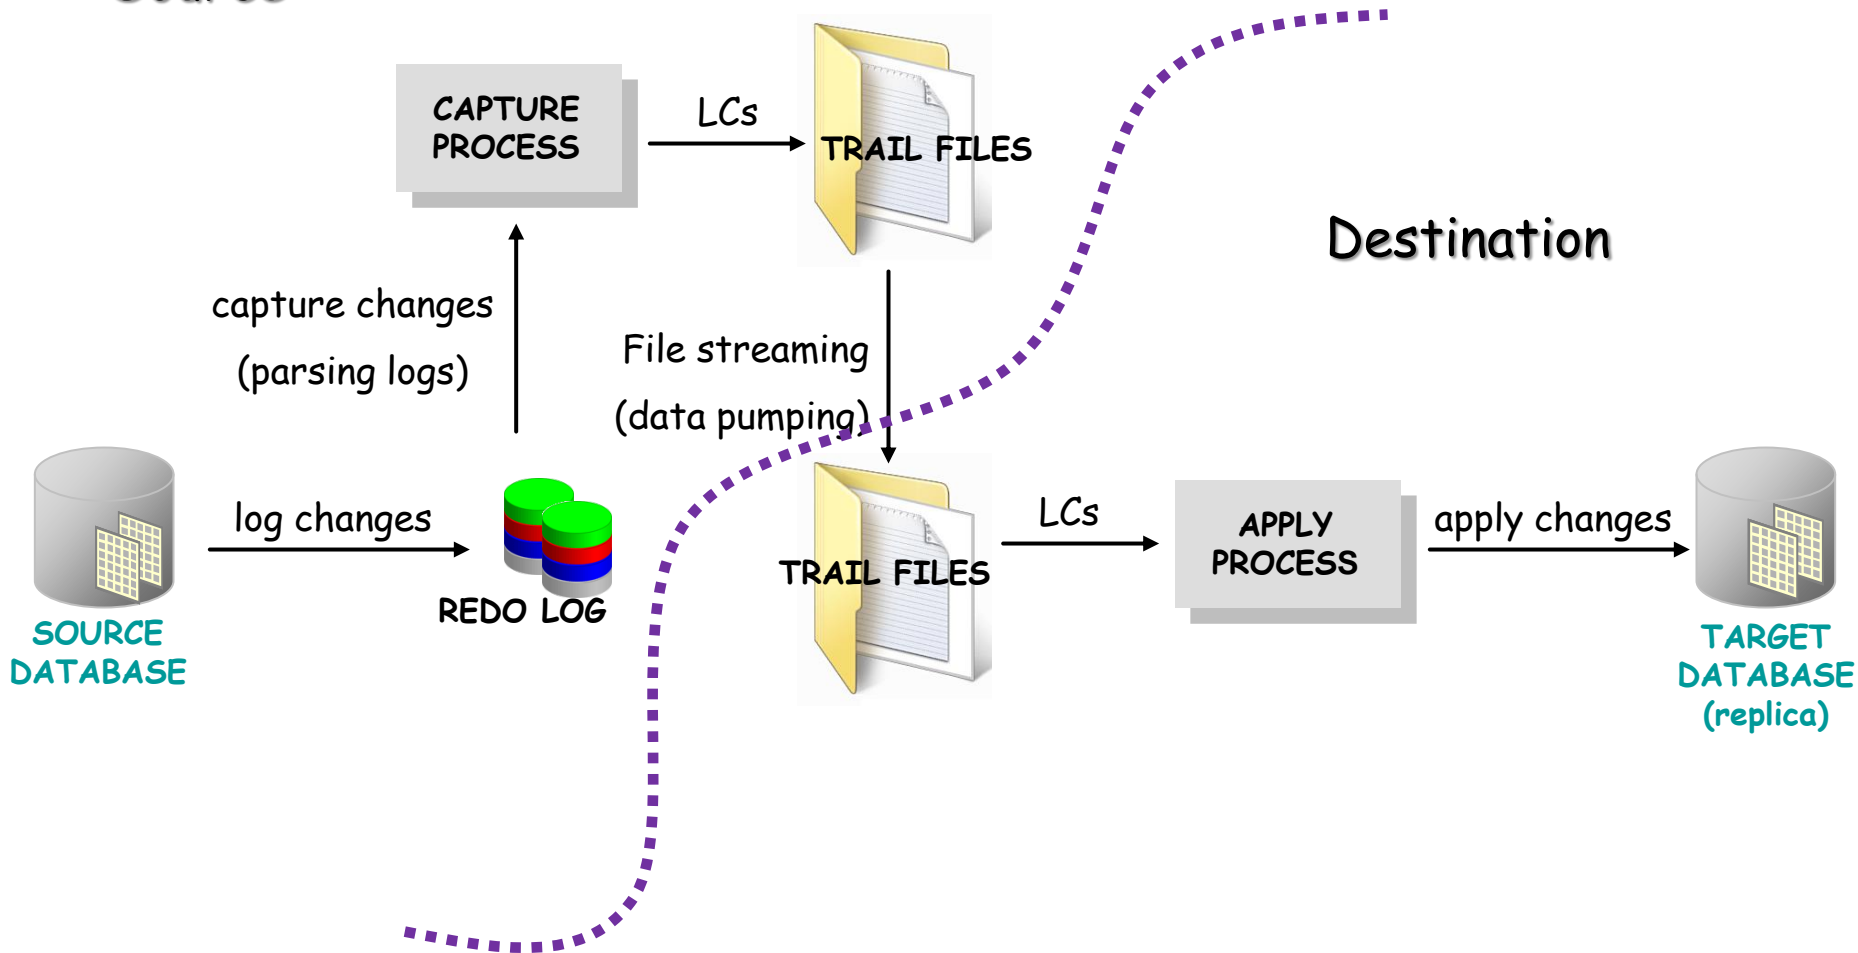 CAPTURE
PROCESS
LCs
TRAIL FILES
Destination
capture changes
(parsing logs)
File streaming
(data pumping)
log changes
REDO LOG
SOURCE
DATABASE
TRAIL FILES
LCs
APPLY
PROCESS
apply changes
TARGET
DATABASE
(replica)